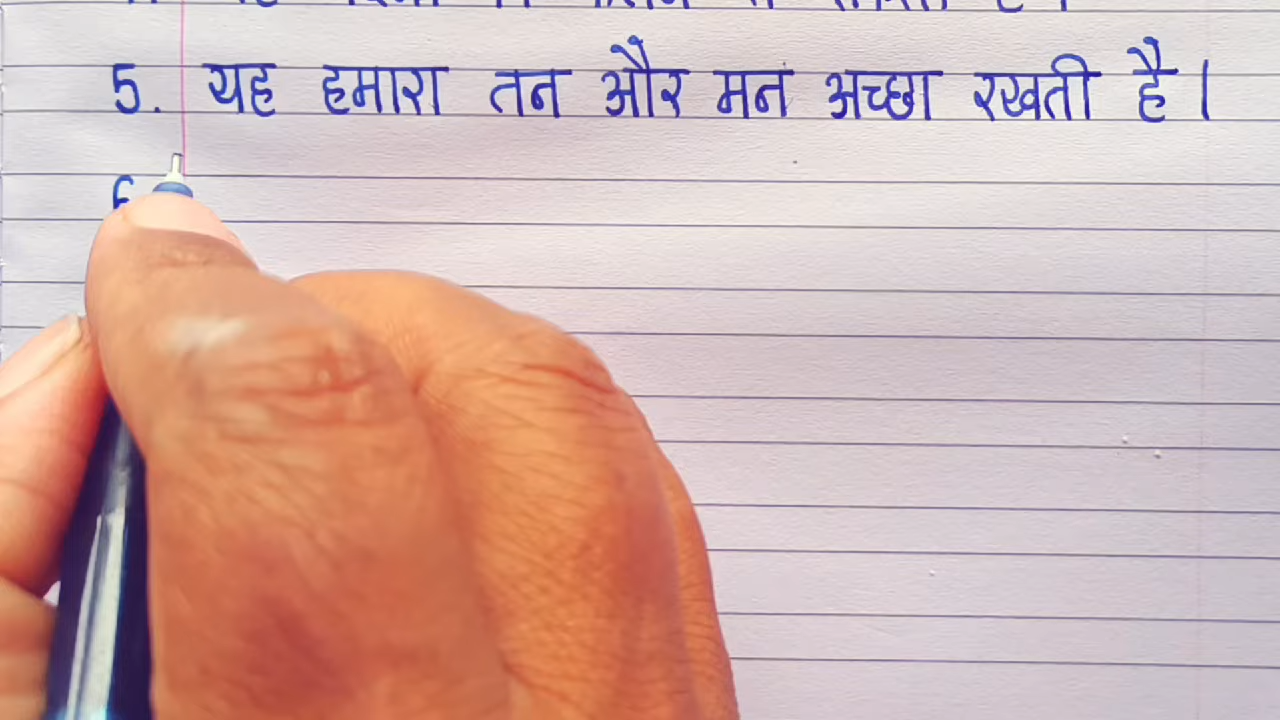 5. यह हमारा तन और मन अच्छा रखती है।
6